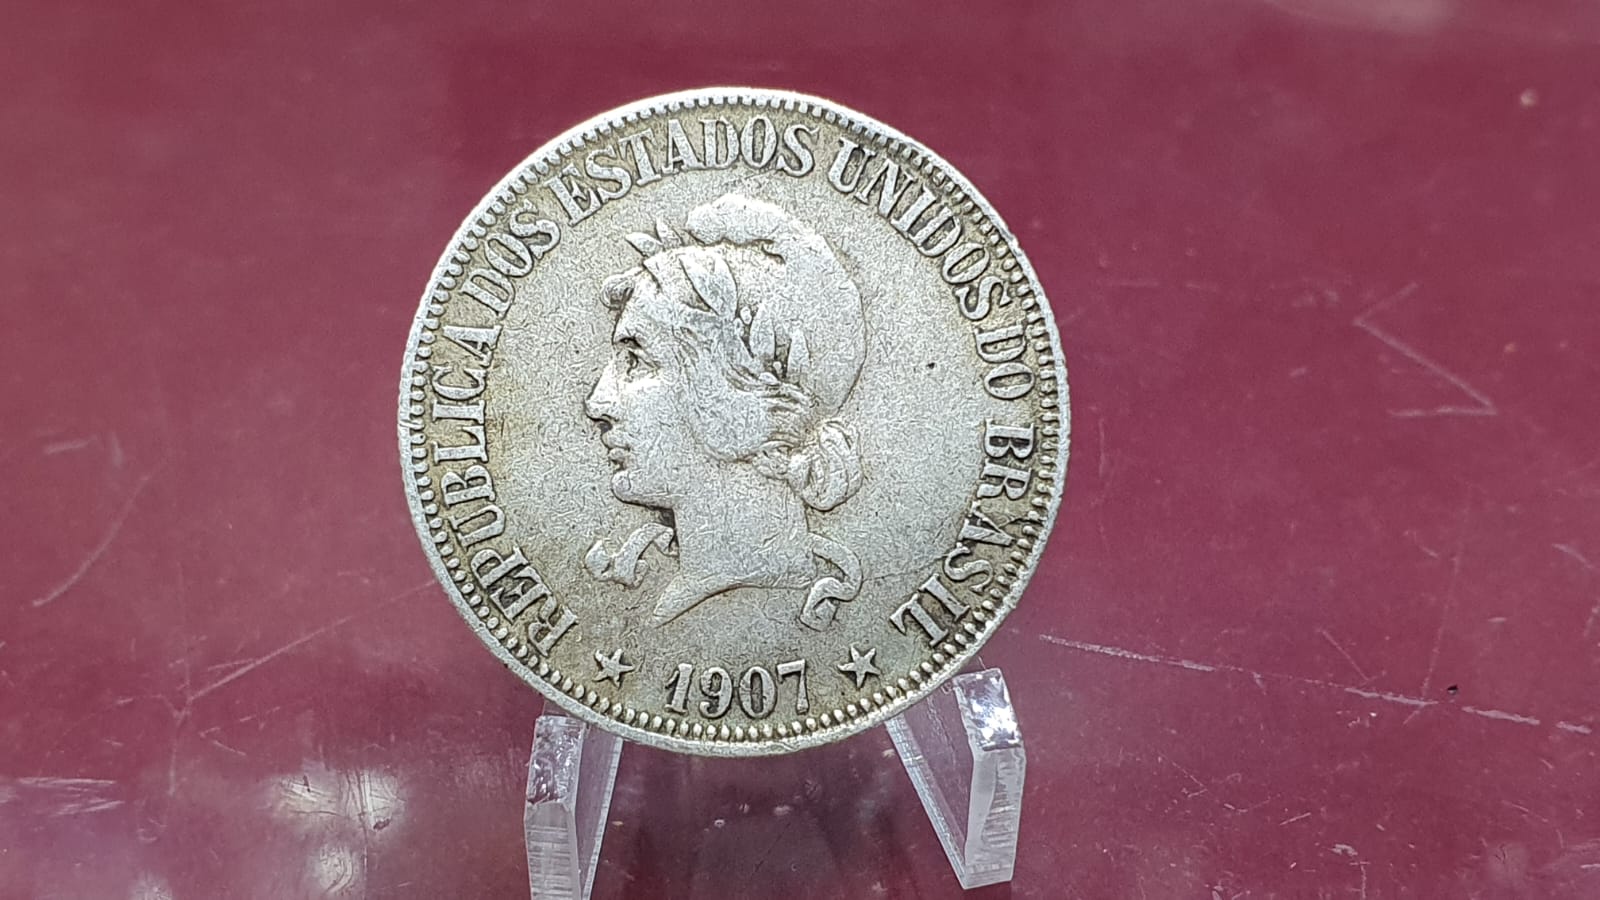 REPUBLICA DOS ESTADOS UNIDOS DO BRASIL
★ 1907 ★